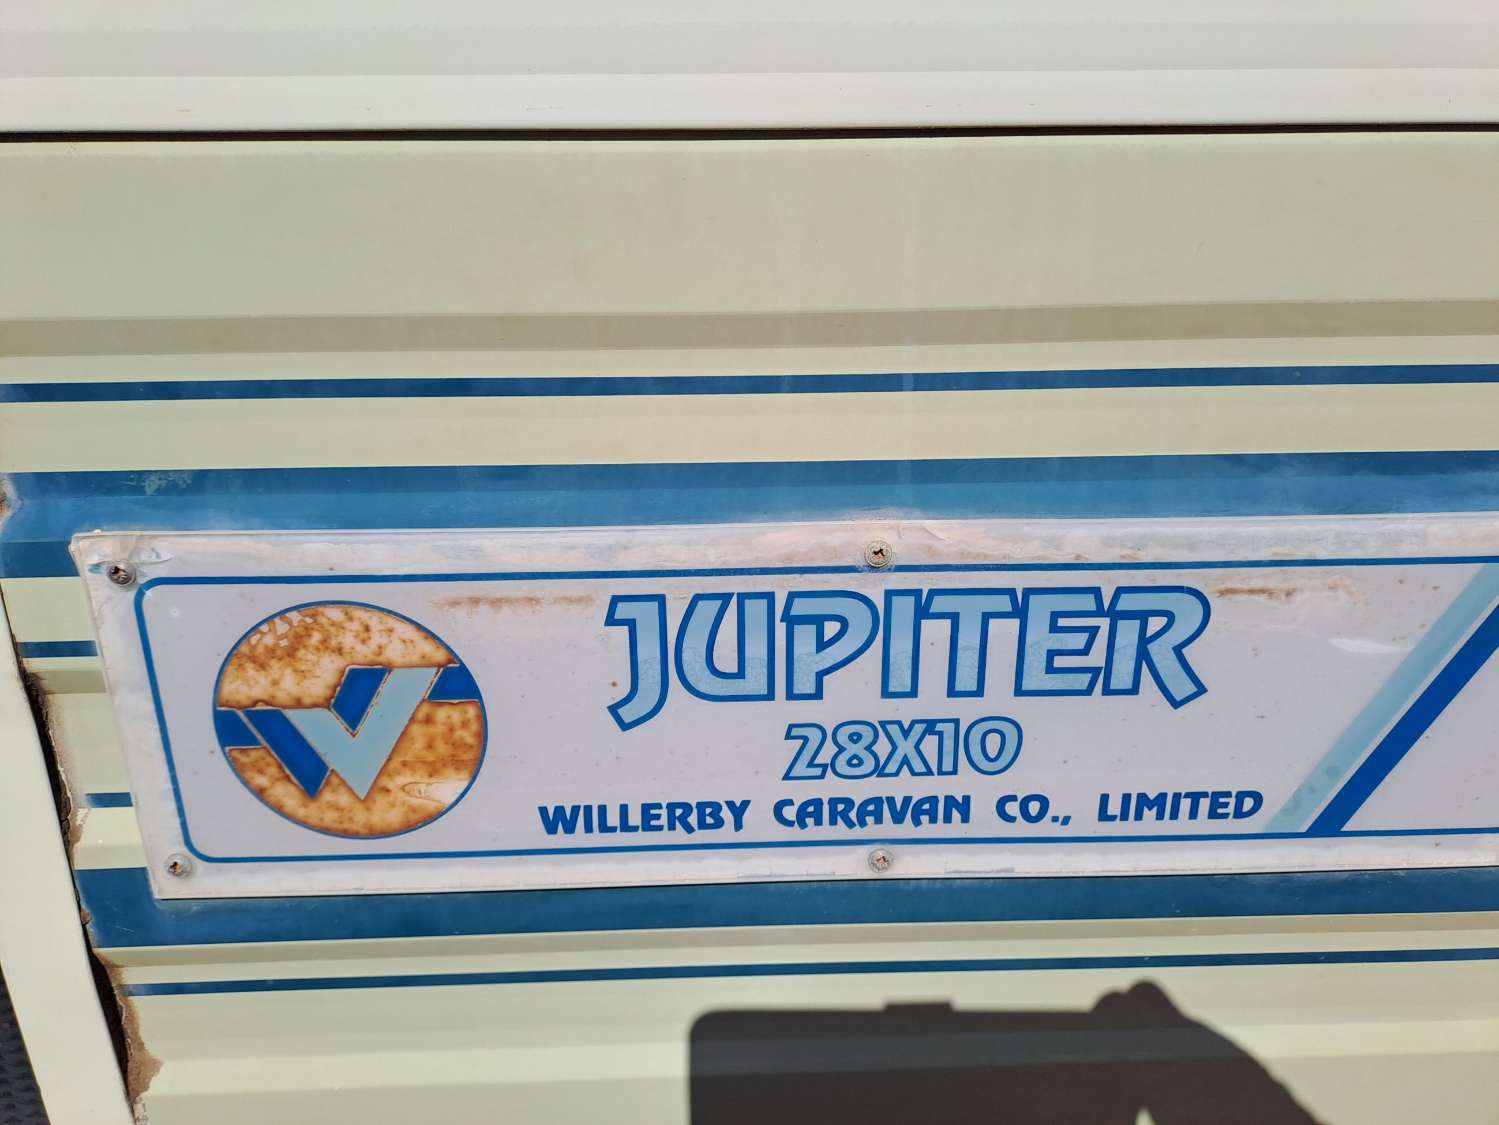 JUPITER
28X10
WILLERBY CARAVAN CO., LIMITED